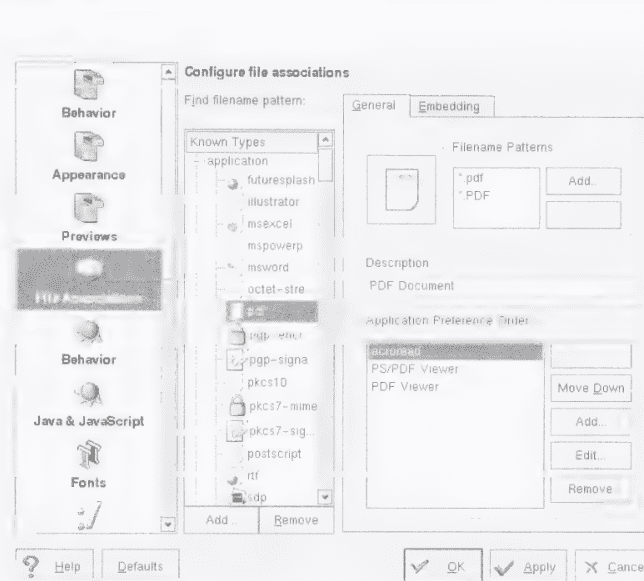 Configure file associations
Behavior
Appearance
Previews
File Associations
Behavior
Java & JavaScript
Fonts
Find filename pattern:
Known Types
application
futuresplash
illustrator
msexcel
mspowerp
msword
octet-stre
pdf
pgp-encr
pgp-signa
pkcs10
pkcs7-mime
pkcs7-sig...
postscript
rtf
sdp
Add...
Remove
General
Embedding
Filename Patterns
*.pdf
*.PDF
Add...
Description
PDF Document
Application Preference Order
acroread
PS/PDF Viewer
PDF Viewer
Move Down
Add...
Edit...
Remove
Help
Defaults
OK
Apply
Cance